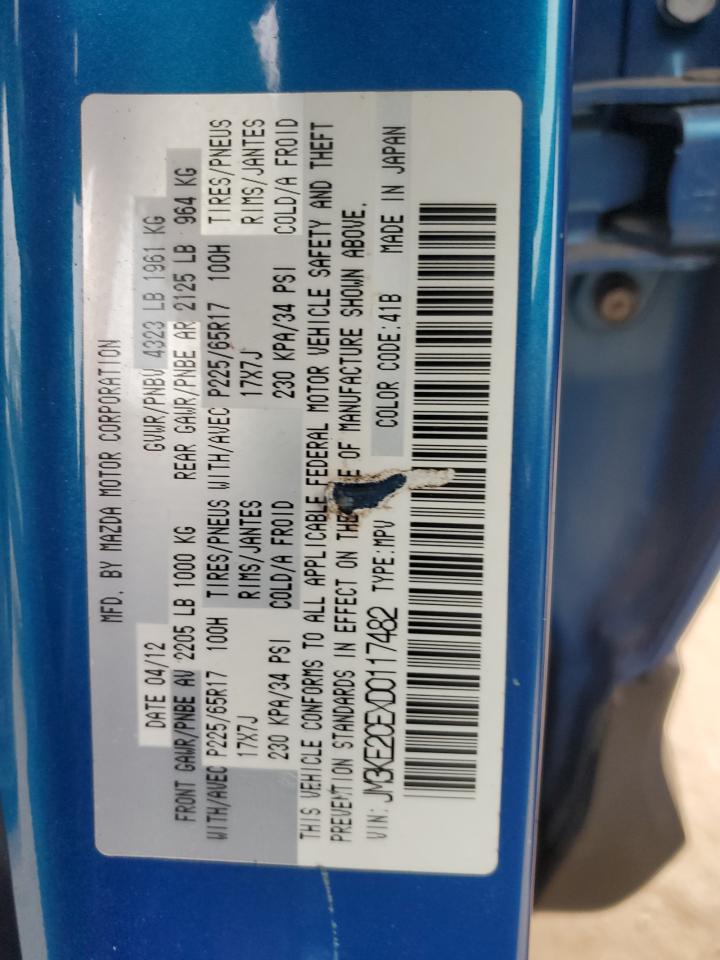 MFD. BY MAZDA MOTOR CORPORATION
DATE 04/12 GVWR/PNBV 4323 LB 1961 KG
FRONT GAWR/PNBE AV 2205 LB 1000 KG REAR GAWR/PNBE AR 2125 LB 964 KG
WITH/AVEC P225/65R17 100H TIRES/PNEUS WITH/AVEC P225/65R17 100H TIRES/PNEUS
17X7J RIMS/JANTES 17X7J RIMS/JANTES
230 KPA/34 PSI COLD/A FROID 230 KPA/34 PSI COLD/A FROID
THIS VEHICLE CONFORMS TO ALL APPLICABLE FEDERAL MOTOR VEHICLE SAFETY AND THEFT
PREVENTION STANDARDS IN EFFECT ON THE OF MANUFACTURE SHOWN ABOVE.
VIN: JM3KE2CEXD0117482 TYPE:MPV COLOR CODE:41B MADE IN JAPAN